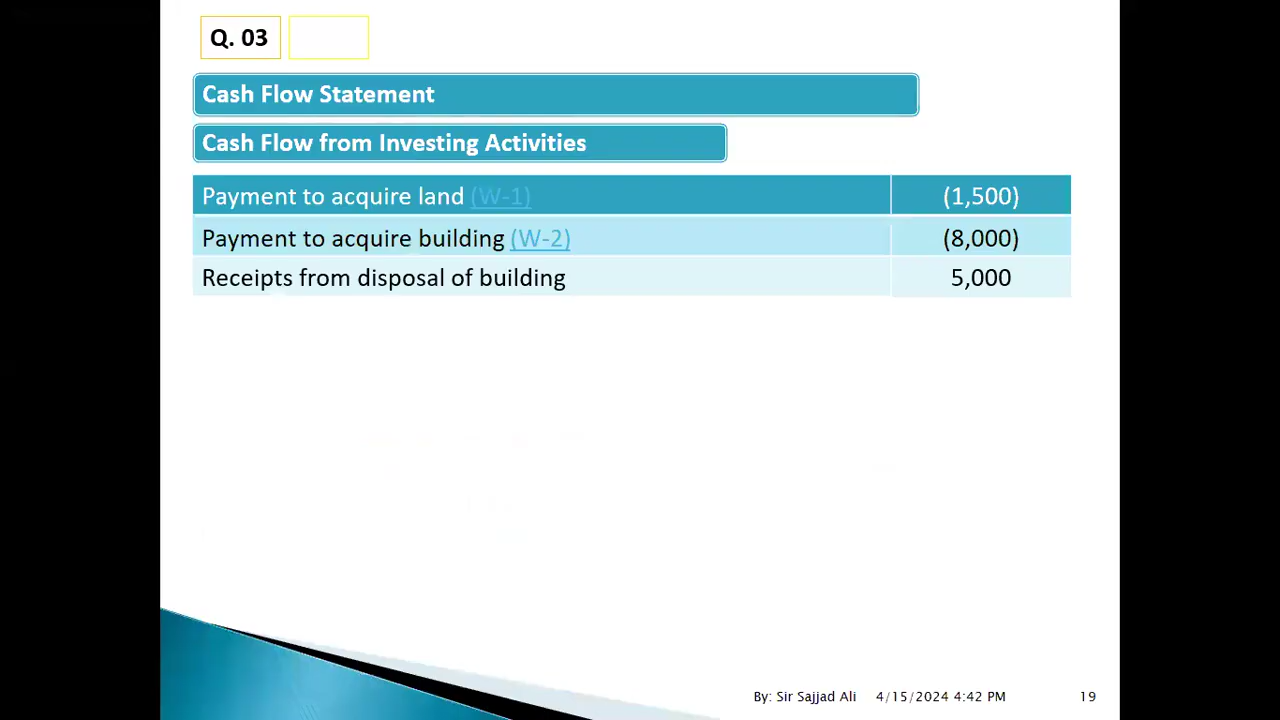 Q. 03
Cash Flow Statement
Cash Flow from Investing Activities
Payment to acquire land (W-1) (1,500)
Payment to acquire building (W-2) (8,000)
Receipts from disposal of building 5,000
By: Sir Sajjad Ali 4/15/2024 4:42 PM 19